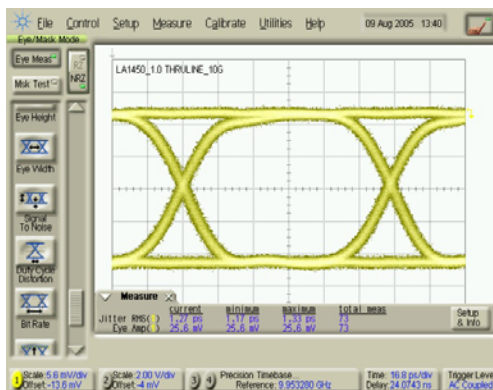 File Control Setup Measure Calibrate Utilities Help 09 Aug 2005 13:40
Eye/Mask Mode
Eye Meas
NRZ
Msk Test
LA1450_1.0 THRULINE_10G
Eye Height
Eye Width
Signal To Noise
Duty Cycle Distortion
Bit Rate
Measure
current minimum maximum total meas
Jitter RMS( ) 1.27 ps 1.17 ps 1.33 ps 73
Eye Amp( ) 25.6 mV 25.6 mV 25.6 mV 73
Setup & Info
1 Scale: 5.6 mV/div 2 Scale: 2.00 V/div 3 4 Precision Timebase... Time: 16.8 ps/div Trigger Level
Offset: -13.6 mV Offset: -4 mV Reference: 9.953280 GHz Delay: 24.0743 ns AC Coupled